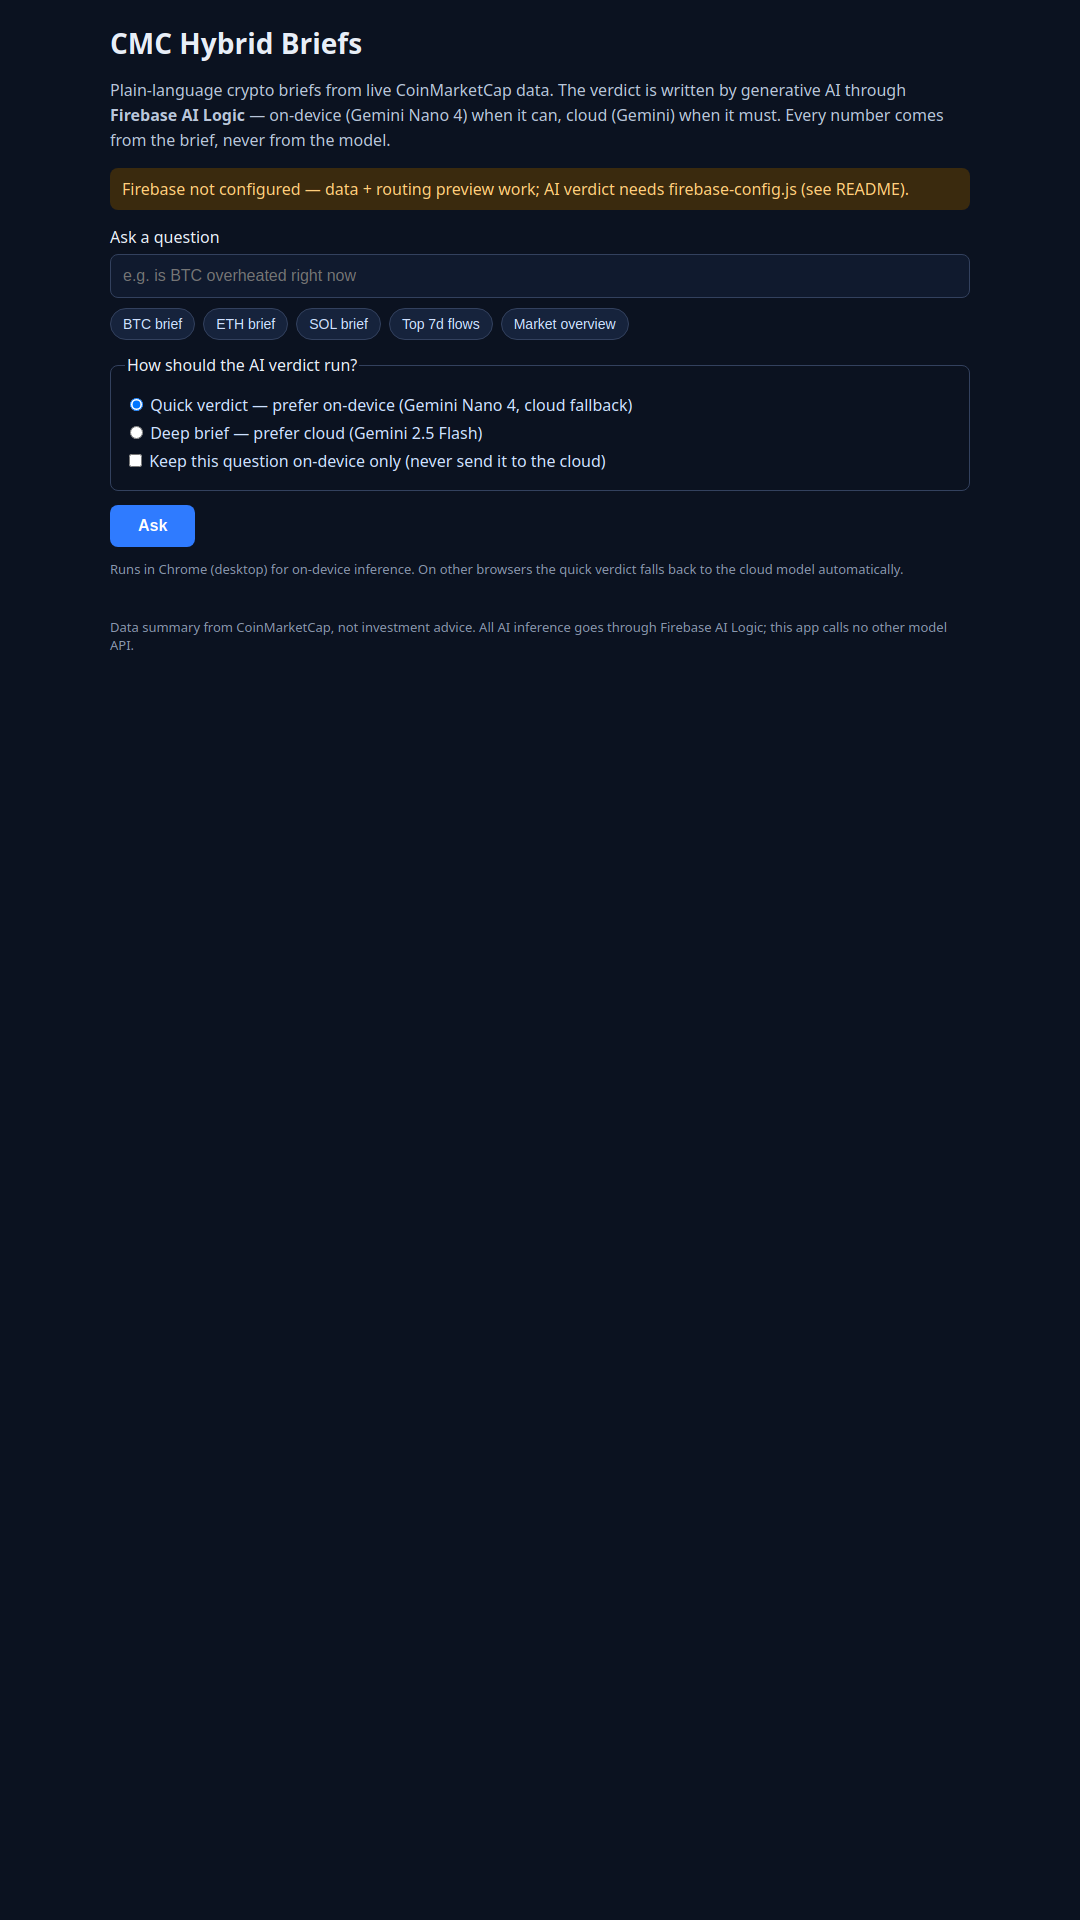 CMC Hybrid Briefs
Plain-language crypto briefs from live CoinMarketCap data. The verdict is written by generative AI through
Firebase AI Logic — on-device (Gemini Nano 4) when it can, cloud (Gemini) when it must. Every number comes
from the brief, never from the model.
Firebase not configured — data + routing preview work; AI verdict needs firebase-config.js (see README).
Ask a question
e.g. is BTC overheated right now
BTC brief ETH brief SOL brief Top 7d flows Market overview
How should the AI verdict run?
Quick verdict — prefer on-device (Gemini Nano 4, cloud fallback)
Deep brief — prefer cloud (Gemini 2.5 Flash)
Keep this question on-device only (never send it to the cloud)
Ask
Runs in Chrome (desktop) for on-device inference. On other browsers the quick verdict falls back to the cloud model automatically.
Data summary from CoinMarketCap, not investment advice. All AI inference goes through Firebase AI Logic; this app calls no other model
API.